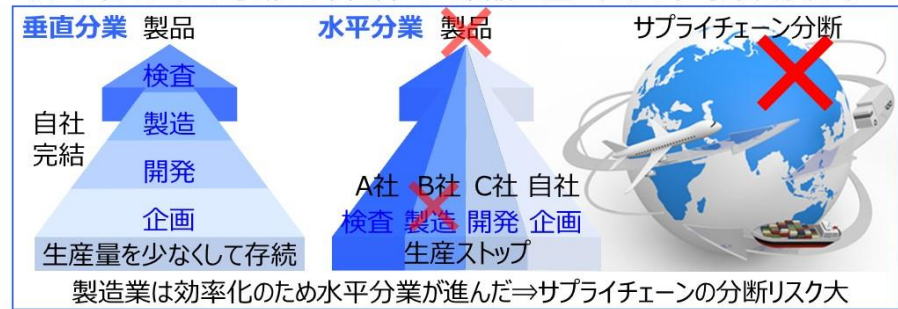 垂直分業 製品
検査
製造
開発
企画
自社
完結
生産量を少なくして存続
水平分業 製品
A社 B社 C社 自社
検査 製造 開発 企画
生産ストップ
サプライチェーン分断
製造業は効率化のため水平分業が進んだ⇒サプライチェーンの分断リスク大